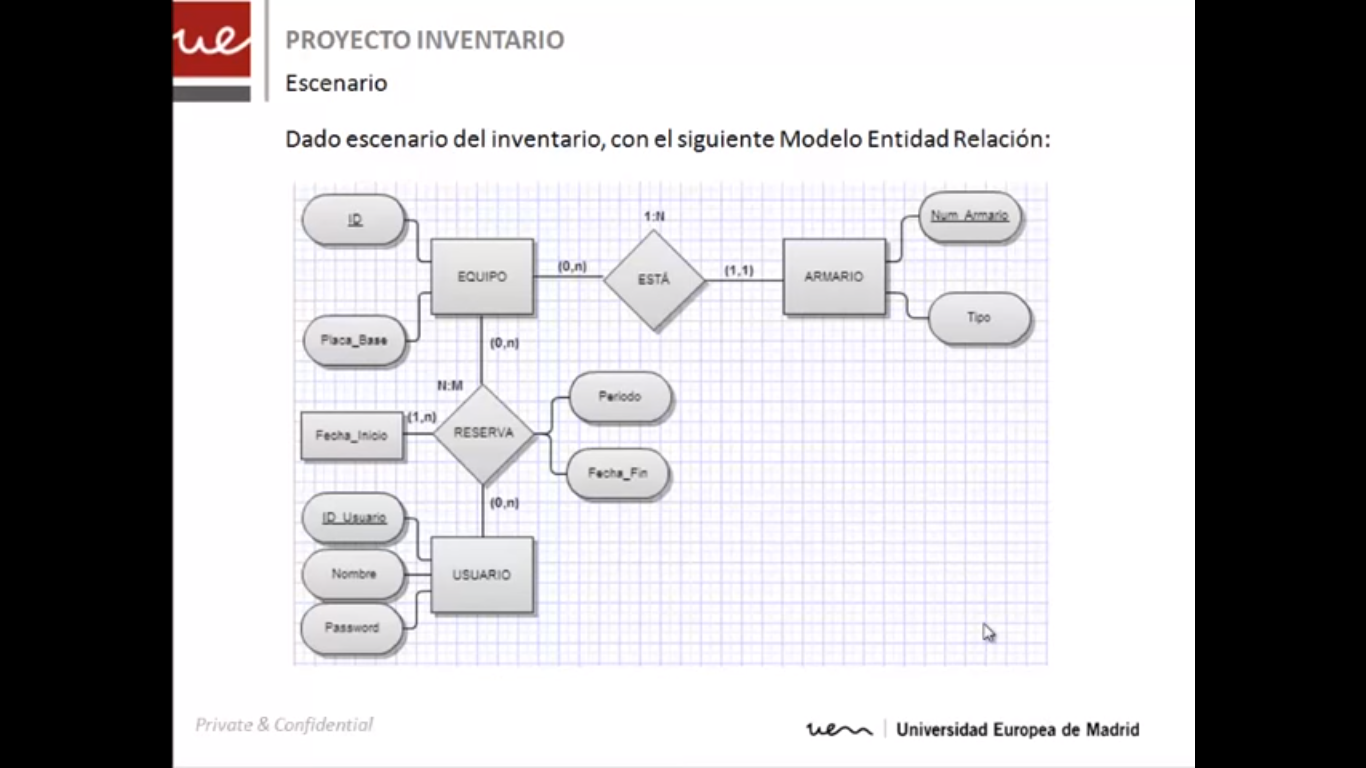 ue
PROYECTO INVENTARIO
Escenario
Dado escenario del inventario, con el siguiente Modelo Entidad Relación:
ID
1:N
Num_Armario
EQUIPO
(0,n)
ESTÁ
(1,1)
ARMARIO
Placa_Base
Tipo
(0,n)
N:M
Periodo
(1,n)
Fecha_Inicio
RESERVA
Fecha_Fin
(0,n)
ID_Usuario
Nombre
USUARIO
Password
Private & Confidential
uem
Universidad Europea de Madrid